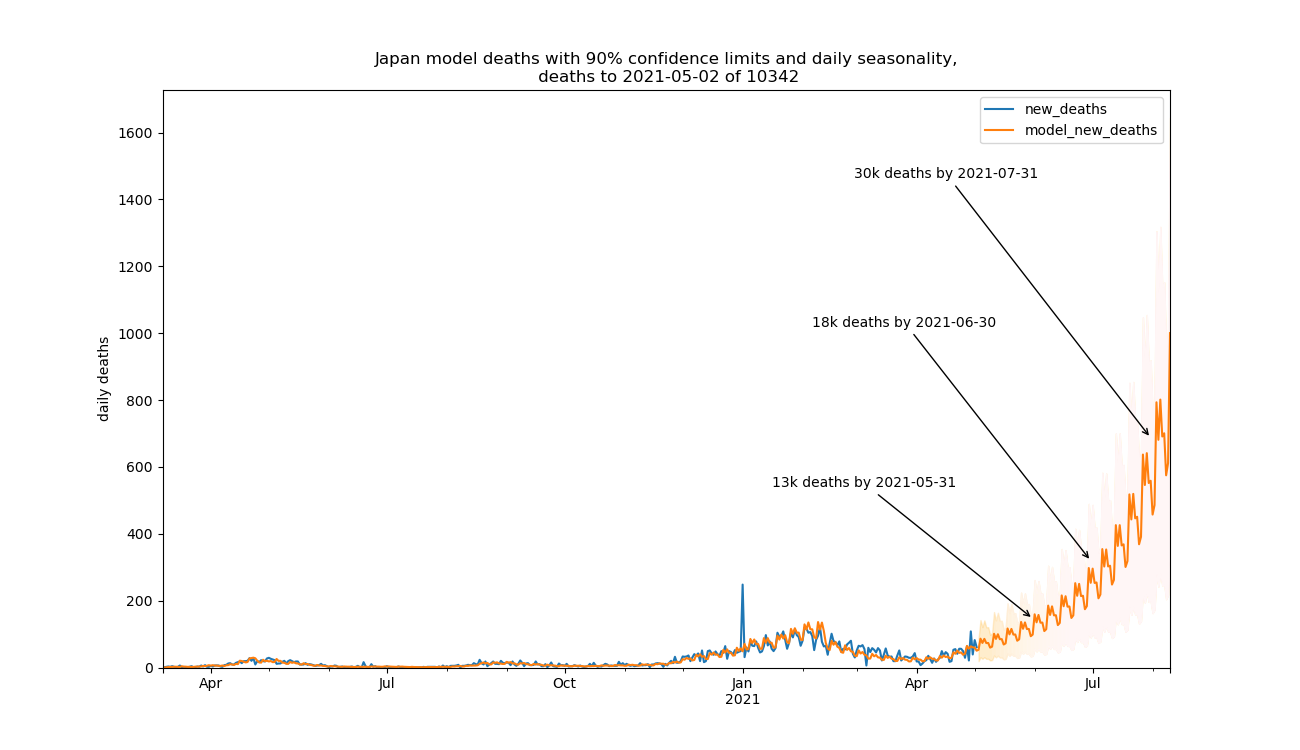 Japan model deaths with 90% confidence limits and daily seasonality,
deaths to 2021-05-02 of 10342
new_deaths
model_new_deaths
1600
1400
1200
1000
800
600
400
200
0
daily deaths
30k deaths by 2021-07-31
18k deaths by 2021-06-30
13k deaths by 2021-05-31
Apr
Jul
Oct
Jan
2021
Apr
Jul